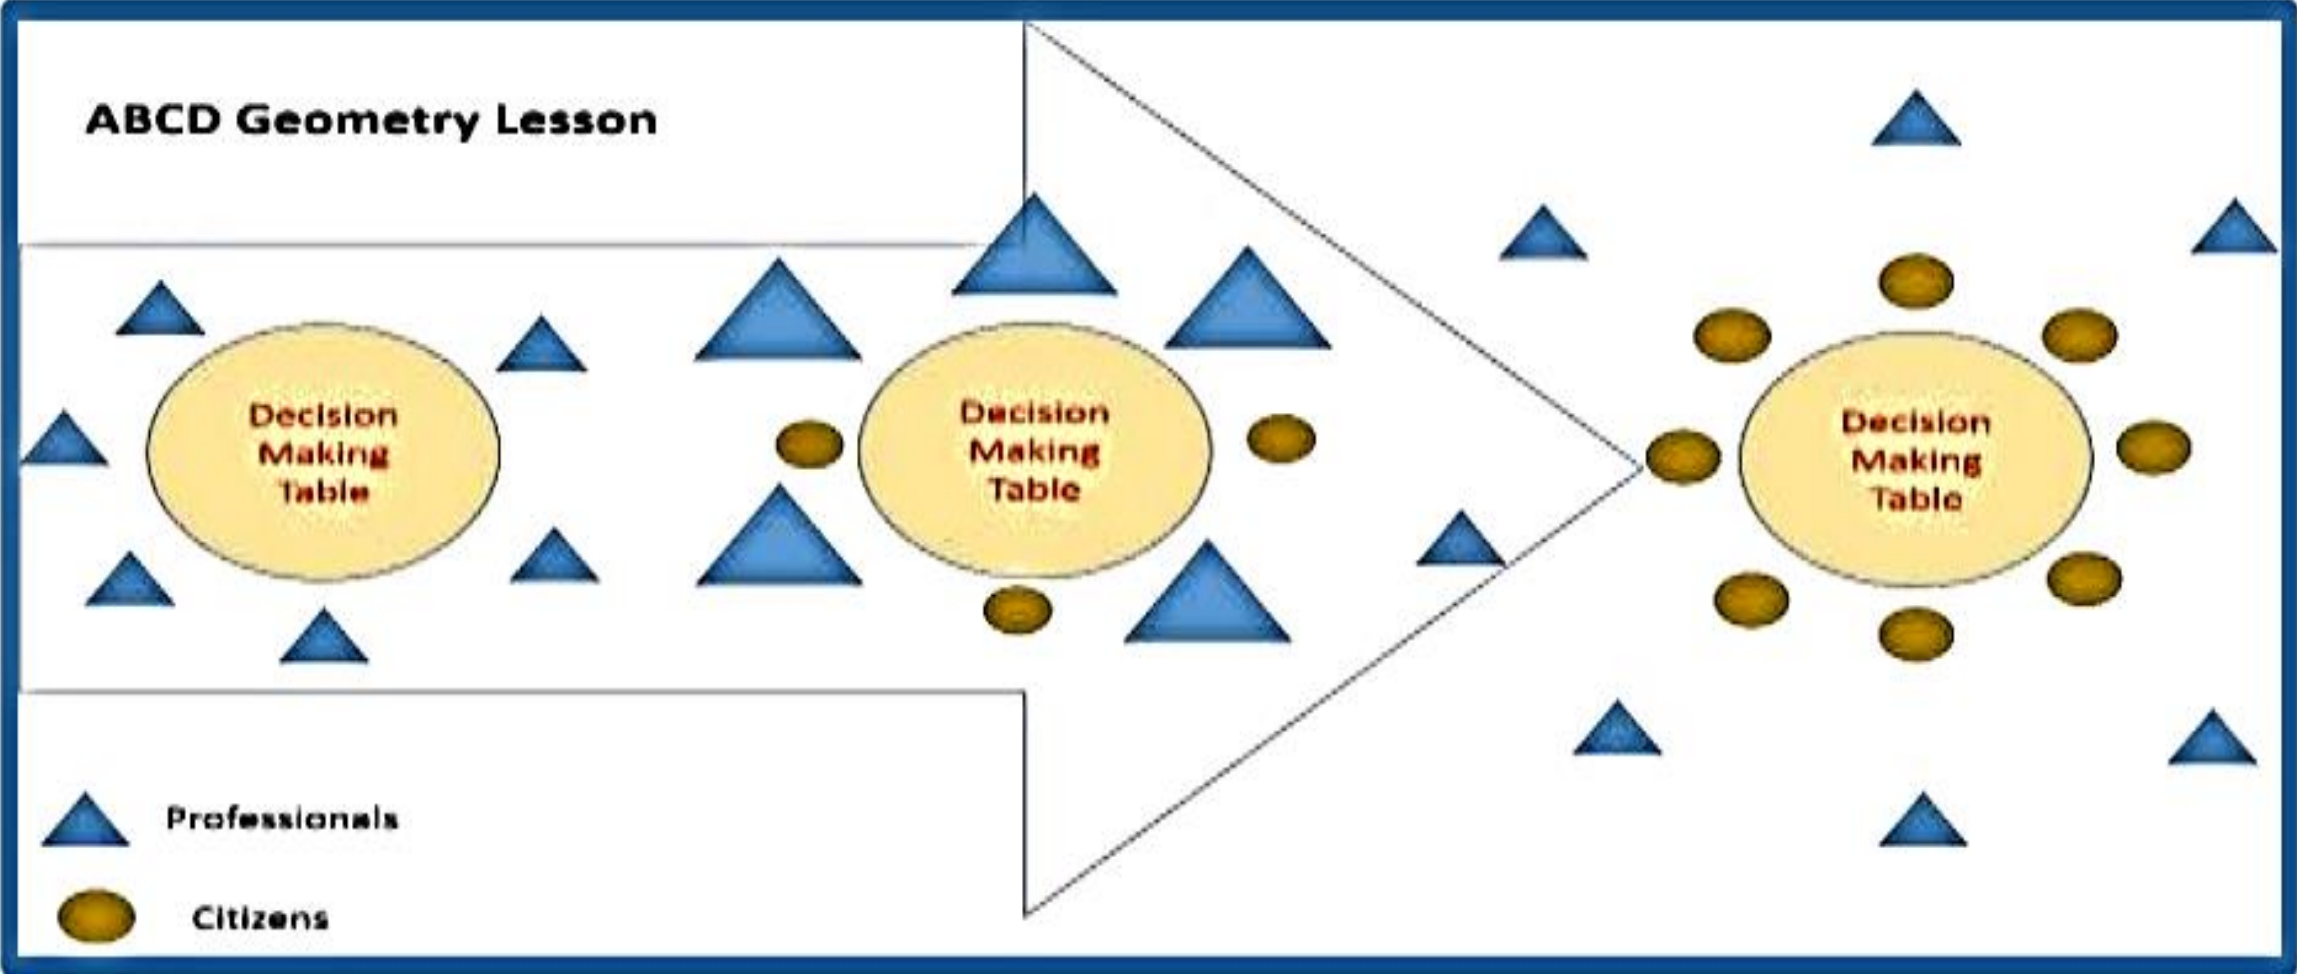 ABCD Geometry Lesson
Decision
Making
Table
Decision
Making
Table
Decision
Making
Table
Professionals
Citizens